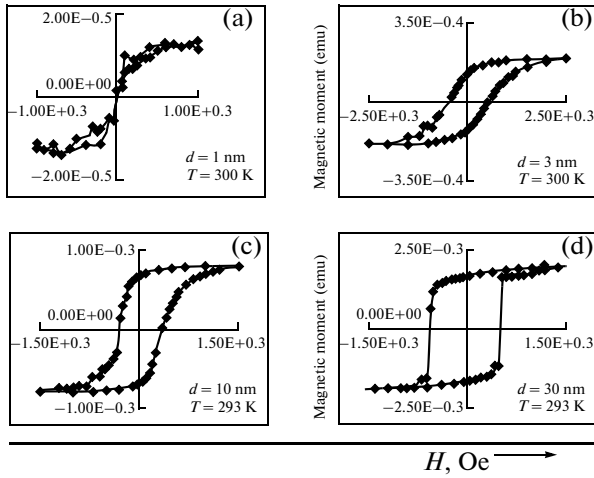 2.00E−0.5
(a)
0.00E+00
−1.00E+0.3
1.00E+0.3
−2.00E−0.5
d = 1 nm
T = 300 K
Magnetic moment (emu)
3.50E−0.4
(b)
−2.50E+0.3
2.50E+0.3
−3.50E−0.4
d = 3 nm
T = 300 K
1.00E−0.3
(c)
0.00E+00
−1.50E+0.3
1.50E+0.3
−1.00E−0.3
d = 10 nm
T = 293 K
Magnetic moment (emu)
2.50E−0.3
(d)
0.00E+00
−1.50E+0.3
1.50E+0.3
−2.50E−0.3
d = 30 nm
T = 293 K
H, Oe